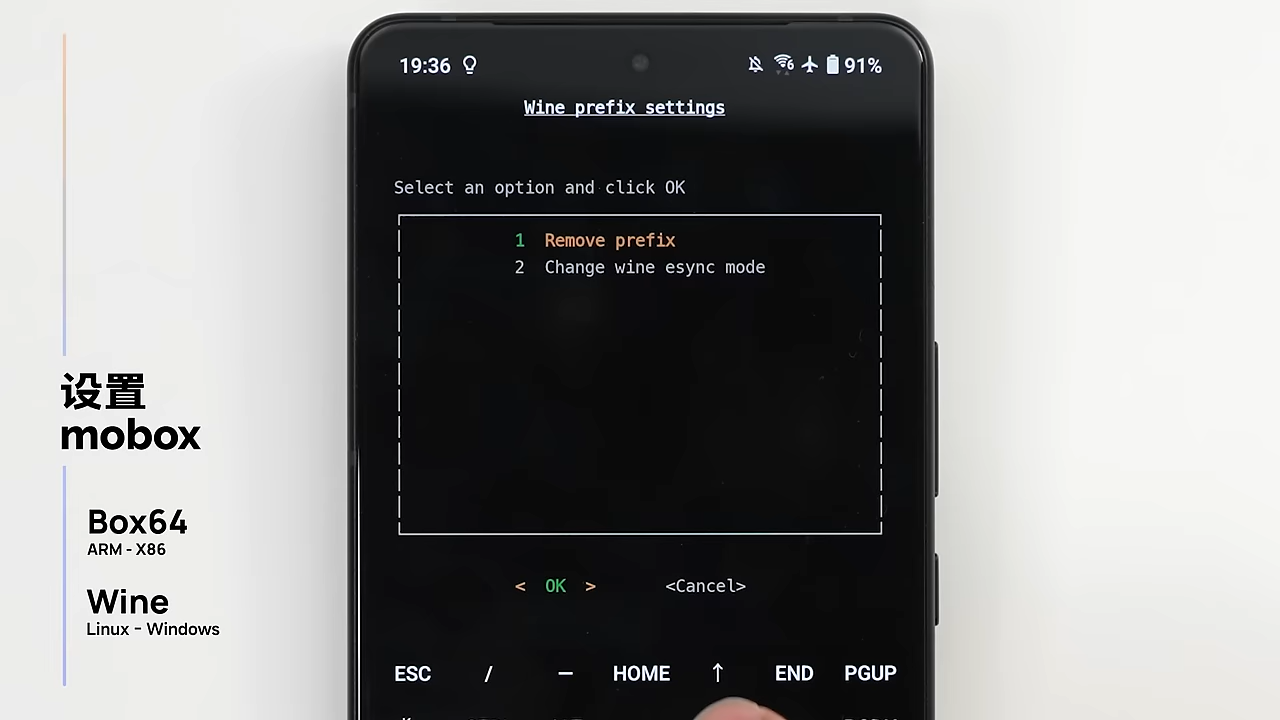 19:36
6
91%
Wine prefix settings
Select an option and click OK
1 Remove prefix
2 Change wine esync mode
< OK > <Cancel>
ESC / — HOME ↑ END PGUP
设置
mobox
Box64
ARM - X86
Wine
Linux - Windows